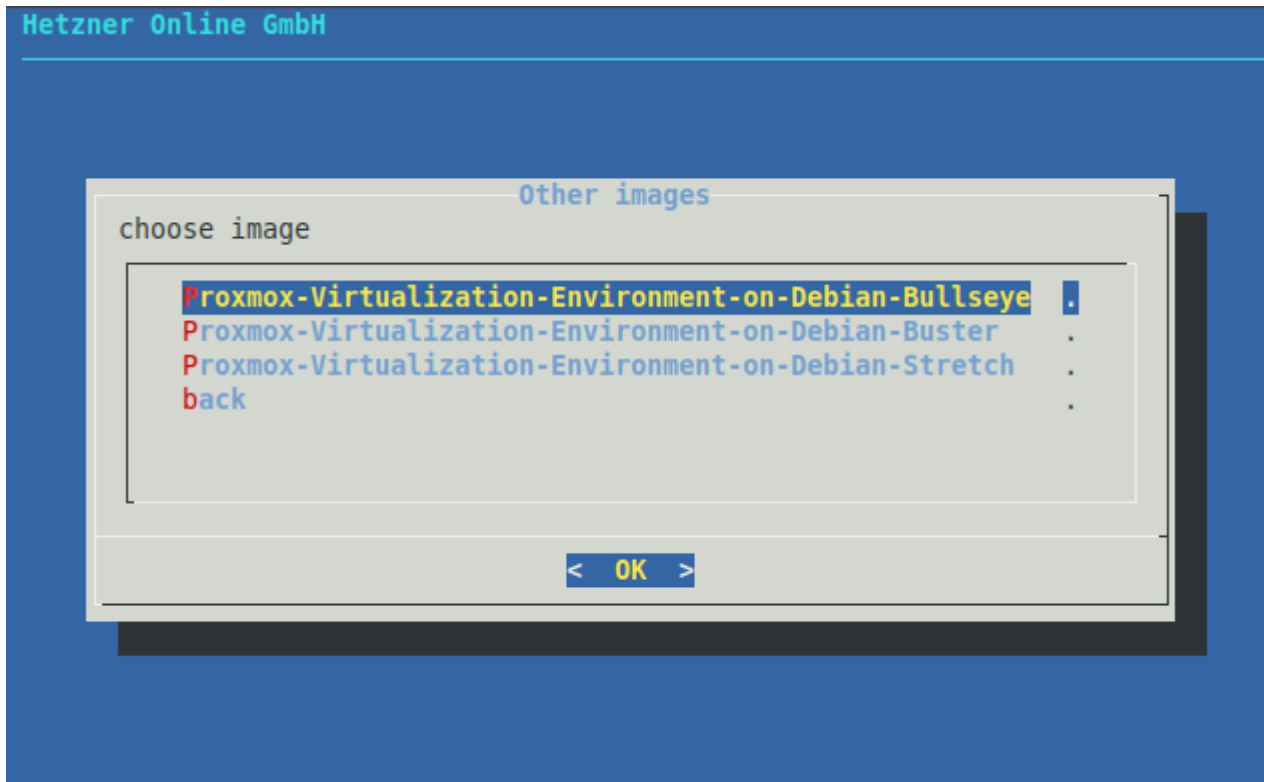 Hetzner Online GmbH
Other images
choose image
Proxmox-Virtualization-Environment-on-Debian-Bullseye .
Proxmox-Virtualization-Environment-on-Debian-Buster .
Proxmox-Virtualization-Environment-on-Debian-Stretch .
back .
< OK >